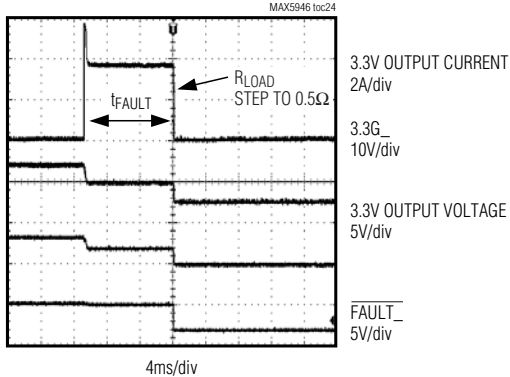 MAX5946 toc24
3.3V OUTPUT CURRENT
2A/div
tFAULT
RLOAD
STEP TO 0.5Ω
3.3G_
10V/div
3.3V OUTPUT VOLTAGE
5V/div
FAULT_
5V/div
4ms/div